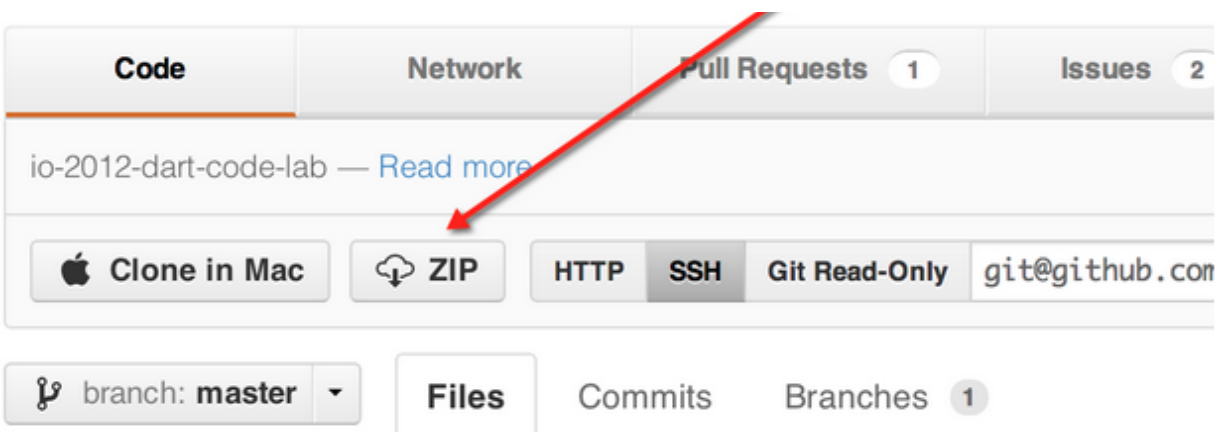 Code Network Pull Requests 1 Issues 2
io-2012-dart-code-lab — Read more
Clone in Mac ZIP HTTP SSH Git Read-Only git@github.com
branch: master Files Commits Branches 1